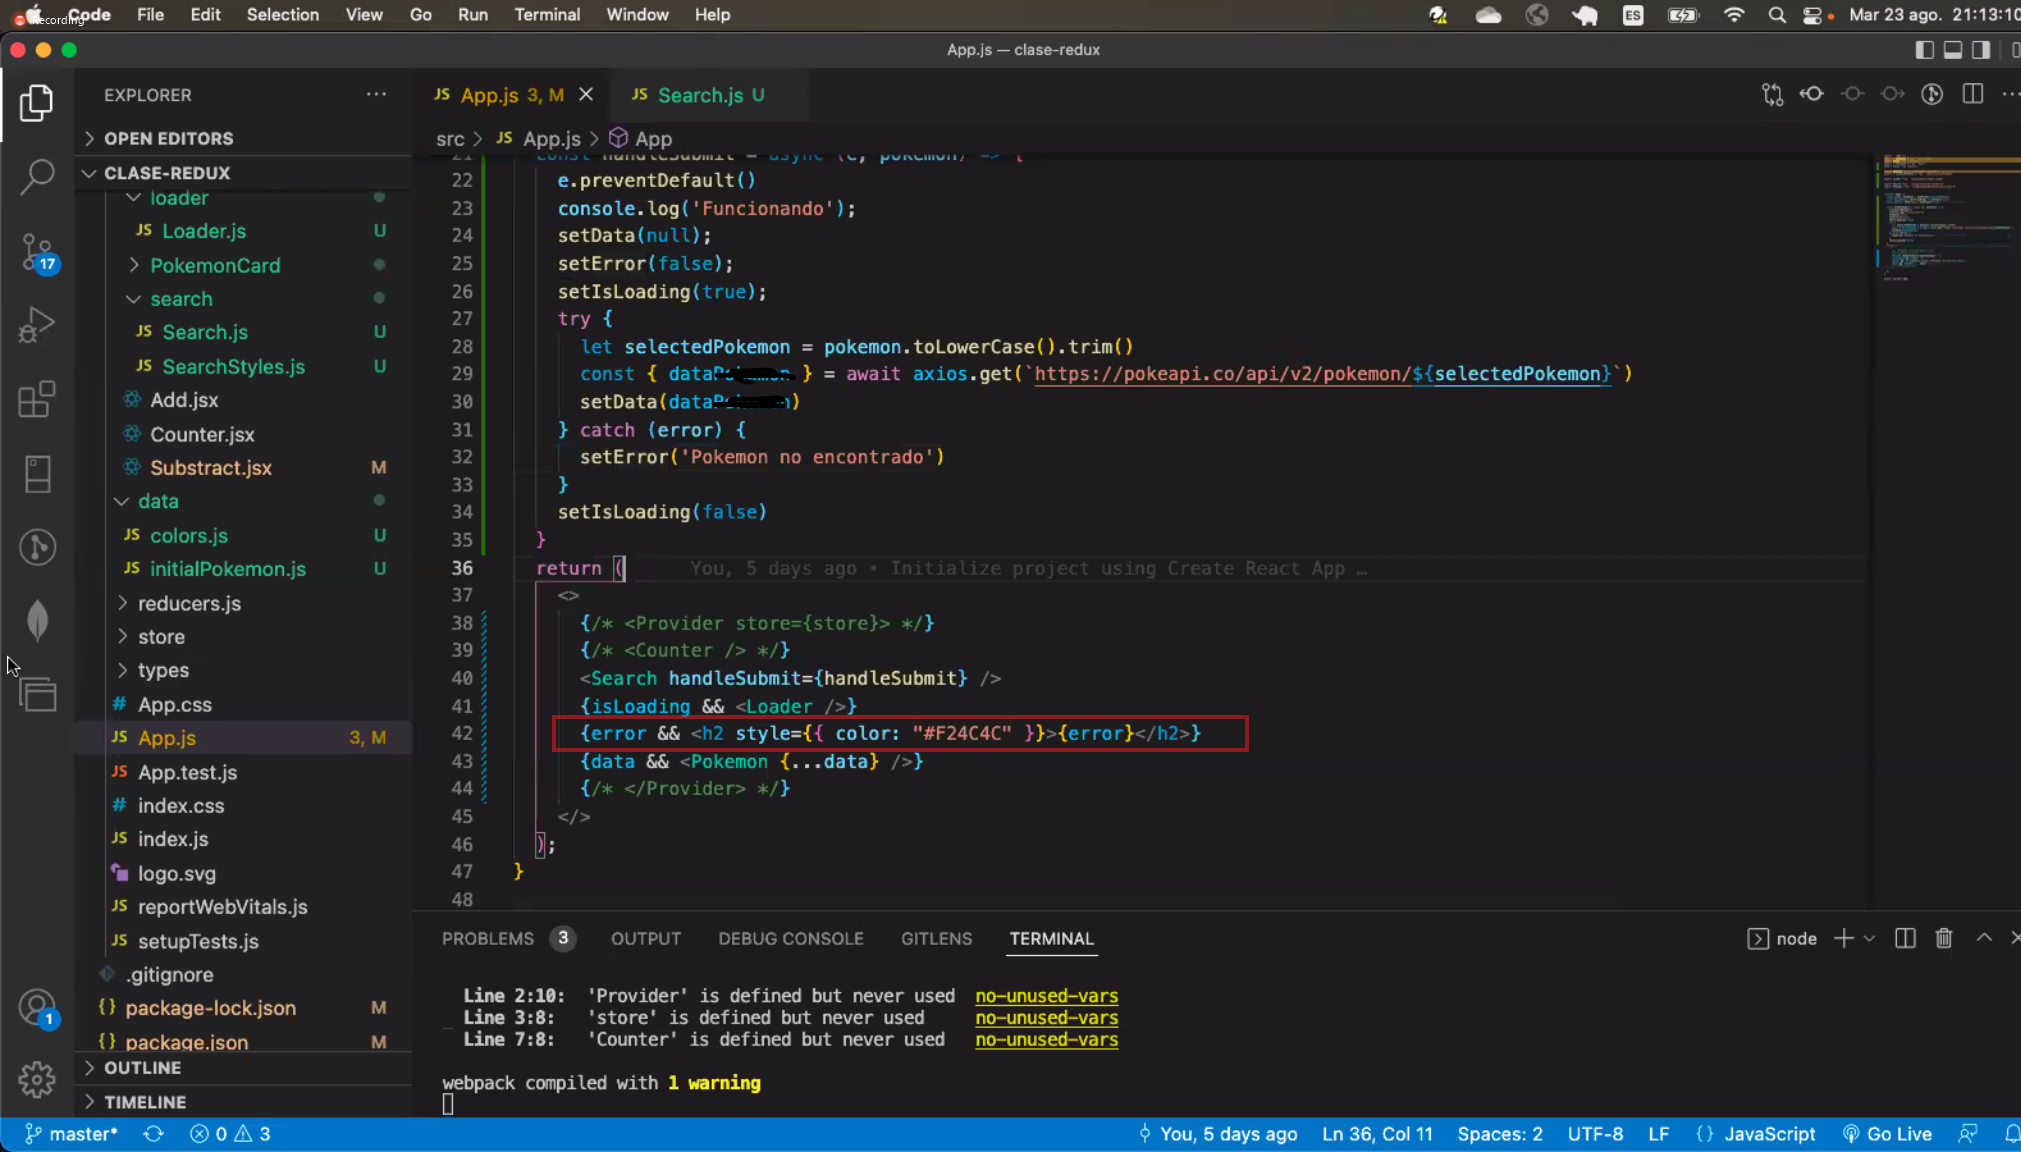 Recording
Code File Edit Selection View Go Run Terminal Window Help
ES
Mar 23 ago. 21:13:10
App.js — clase-redux
EXPLORER
OPEN EDITORS
CLASE-REDUX
loader
JS Loader.js U
PokemonCard
search
JS Search.js U
JS SearchStyles.js U
Add.jsx
Counter.jsx
Substract.jsx M
data
JS colors.js U
JS initialPokemon.js U
reducers.js
store
types
# App.css
JS App.js 3, M
JS App.test.js
# index.css
JS index.js
logo.svg
JS reportWebVitals.js
JS setupTests.js
.gitignore
{} package-lock.json M
{} package.json M
OUTLINE
TIMELINE
17
1
JS App.js 3, M
JS Search.js U
src > JS App.js > App
21 const handleSubmit = async (e, pokemon) => {
22 e.preventDefault()
23 console.log('Funcionando');
24 setData(null);
25 setError(false);
26 setIsLoading(true);
27 try {
28 let selectedPokemon = pokemon.toLowerCase().trim()
29 const { data } = await axios.get(`https://pokeapi.co/api/v2/pokemon/${selectedPokemon}`)
30 setData(data)
31 } catch (error) {
32 setError('Pokemon no encontrado')
33 }
34 setIsLoading(false)
35 }
36 return ( You, 5 days ago • Initialize project using Create React App …
37 <>
38 {/* <Provider store={store}> */}
39 {/* <Counter /> */}
40 <Search handleSubmit={handleSubmit} />
41 {isLoading && <Loader />}
42 {error && <h2 style={{ color: "#F24C4C" }}>{error}</h2>}
43 {data && <Pokemon {...data} />}
44 {/* </Provider> */}
45 </>
46 );
47 }
48
PROBLEMS 3 OUTPUT DEBUG CONSOLE GITLENS TERMINAL
node
Line 2:10: 'Provider' is defined but never used no-unused-vars
Line 3:8: 'store' is defined but never used no-unused-vars
Line 7:8: 'Counter' is defined but never used no-unused-vars
webpack compiled with 1 warning
master* 0 3
You, 5 days ago Ln 36, Col 11 Spaces: 2 UTF-8 LF {} JavaScript Go Live